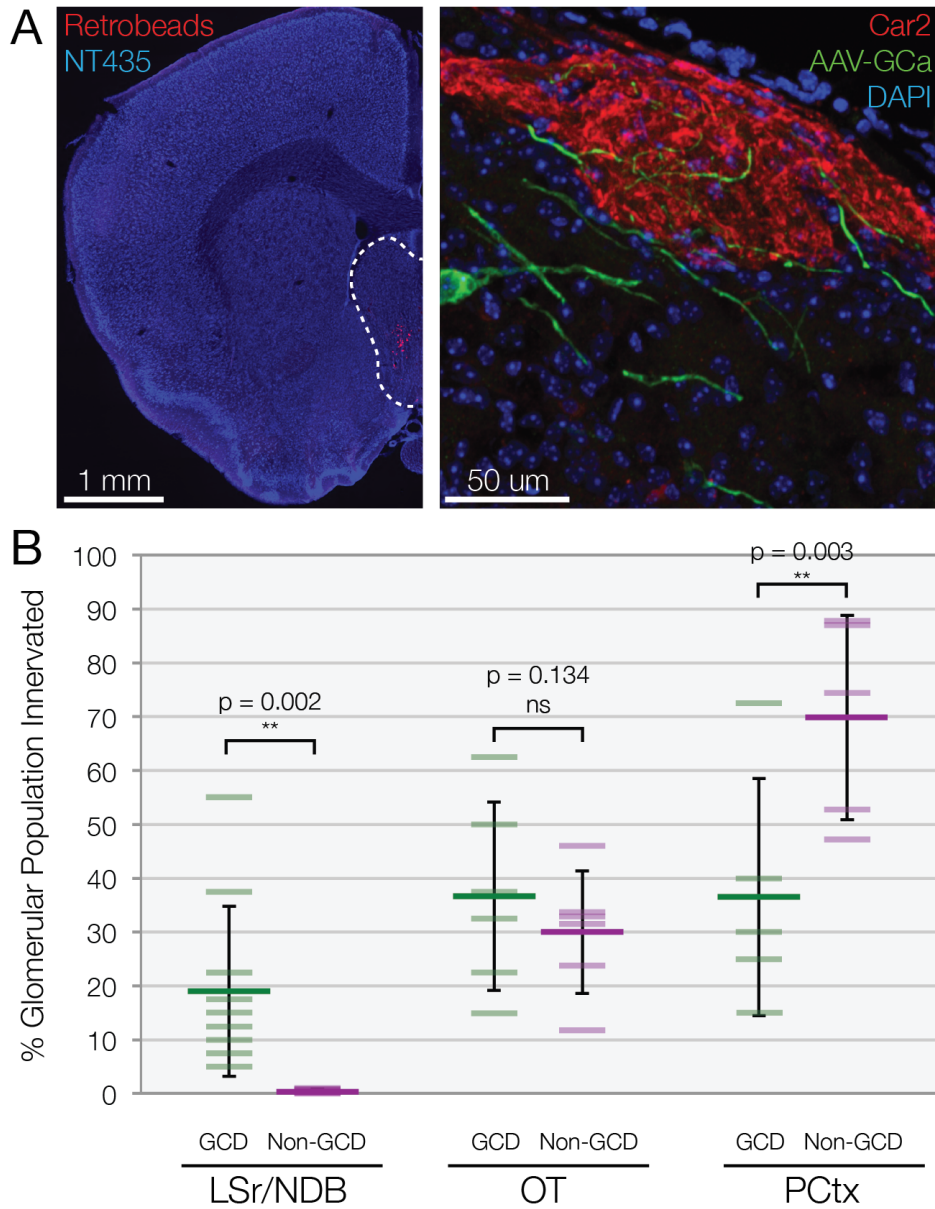 A
Retrobeads
NT435
1 mm
Car2
AAV-GCa
DAPI
50 um
B
% Glomerular Population Innervated
100
90
80
70
60
50
40
30
20
10
0
p = 0.002
**
p = 0.134
ns
p = 0.003
**
GCD Non-GCD
LSr/NDB
GCD Non-GCD
OT
GCD Non-GCD
PCtx